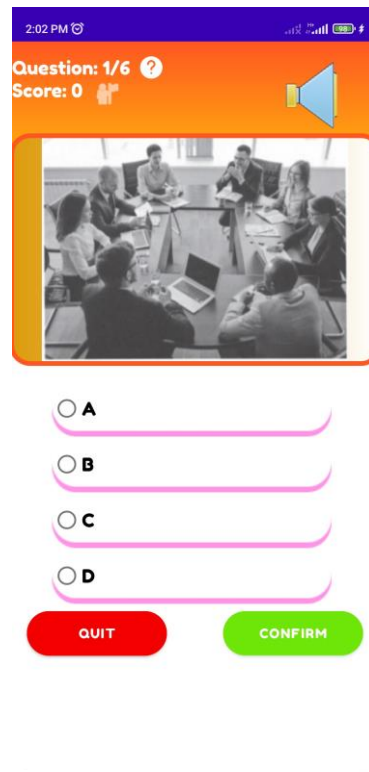 2:02 PM
98
Question: 1/6 ?
Score: 0
A
B
C
D
QUIT
CONFIRM